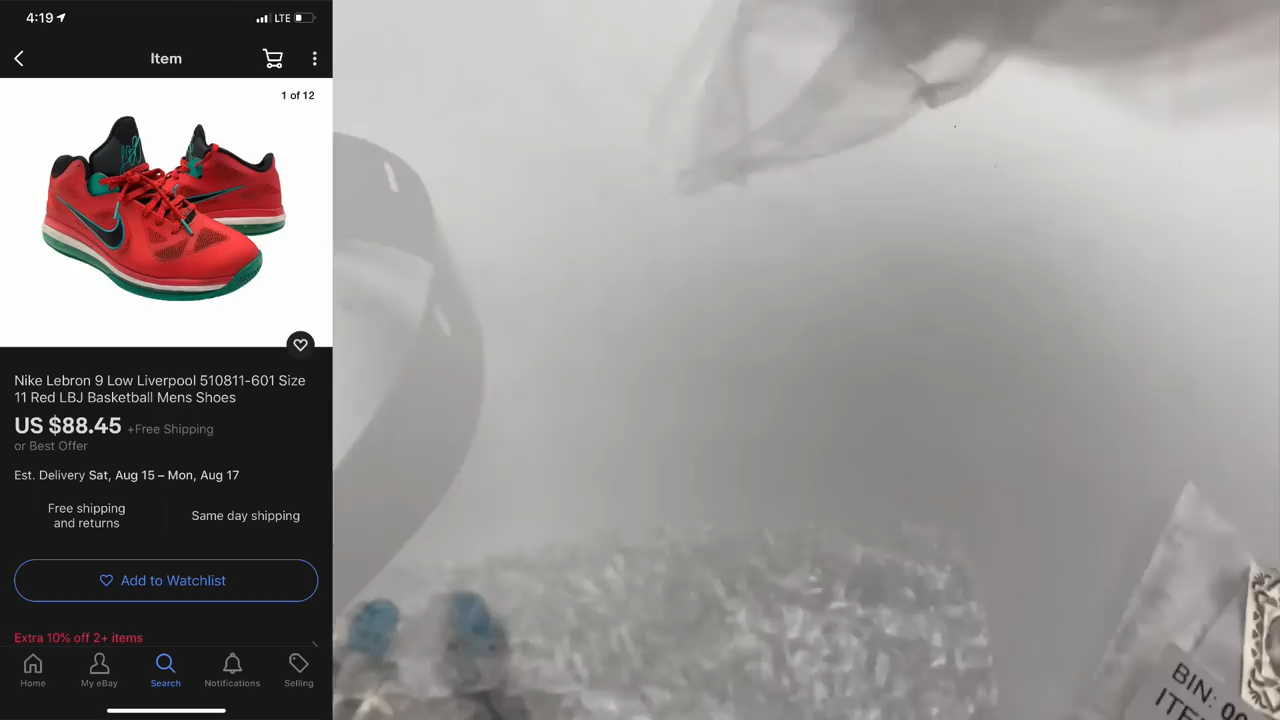 4:19
LTE
Item
1 of 12
Nike Lebron 9 Low Liverpool 510811-601 Size
11 Red LBJ Basketball Mens Shoes
US $88.45 +Free Shipping
or Best Offer
Est. Delivery Sat, Aug 15 – Mon, Aug 17
Free shipping
and returns
Same day shipping
Add to Watchlist
Extra 10% off 2+ items
Home
My eBay
Search
Notifications
Selling
BIN: